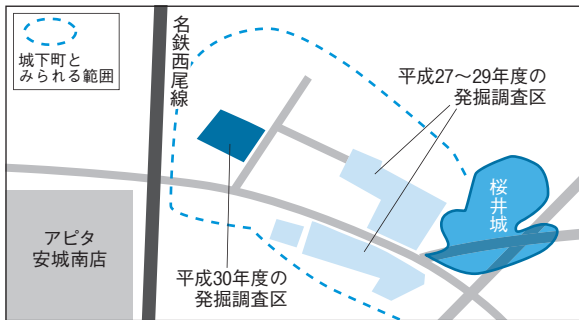 城下町と
みられる範囲
名鉄西尾線
平成27〜29年度の
発掘調査区
桜井城
アピタ
安城南店
平成30年度の
発掘調査区